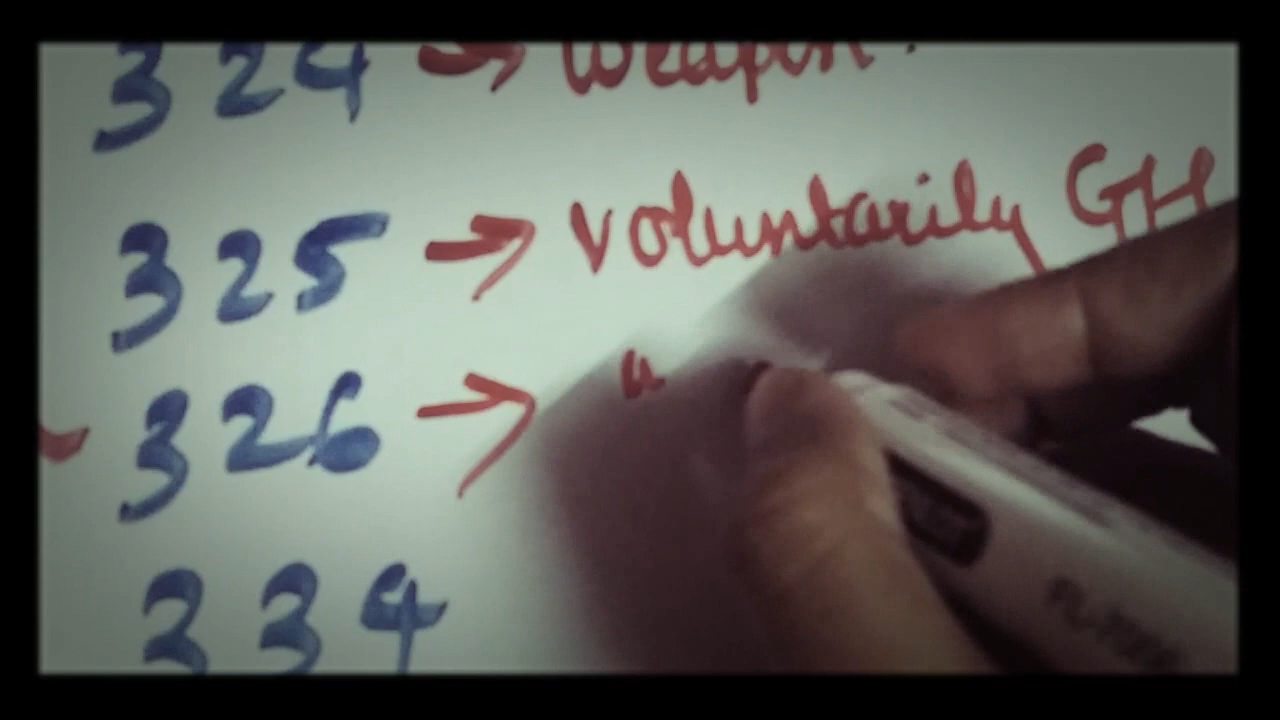 324 → weapon.
325 → voluntarily GH
326 → "
334